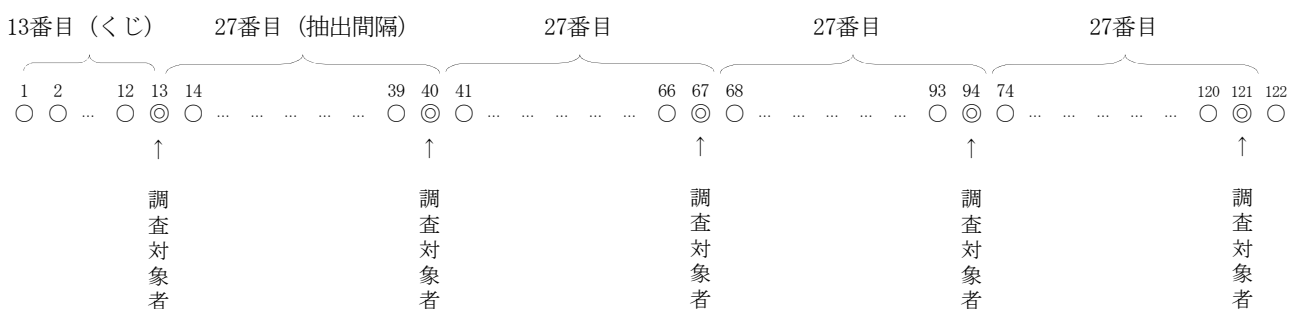 13番目（くじ） 27番目（抽出間隔） 27番目 27番目 27番目
1 2 12 13 14 39 40 41 66 67 68 93 94 74 120 121 122
○ ○ … ○ ◎ ○ … … … … … ○ ◎ ○ … … … … … ○ ◎ ○ … … … … … ○ ◎ ○ … … … … … ○ ◎ ○
↑ ↑ ↑ ↑ ↑
調査対象者 調査対象者 調査対象者 調査対象者 調査対象者